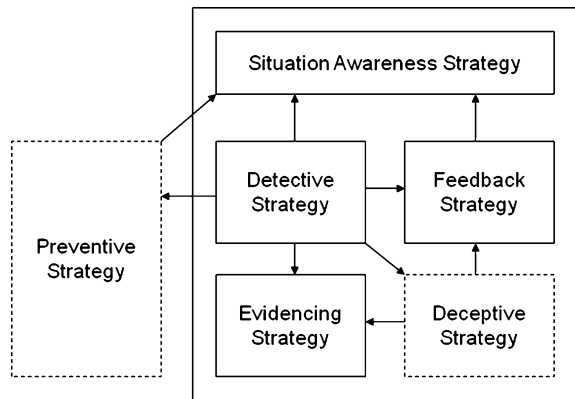 Situation Awareness Strategy
Detective
Strategy
Feedback
Strategy
Preventive
Strategy
Evidencing
Strategy
Deceptive
Strategy